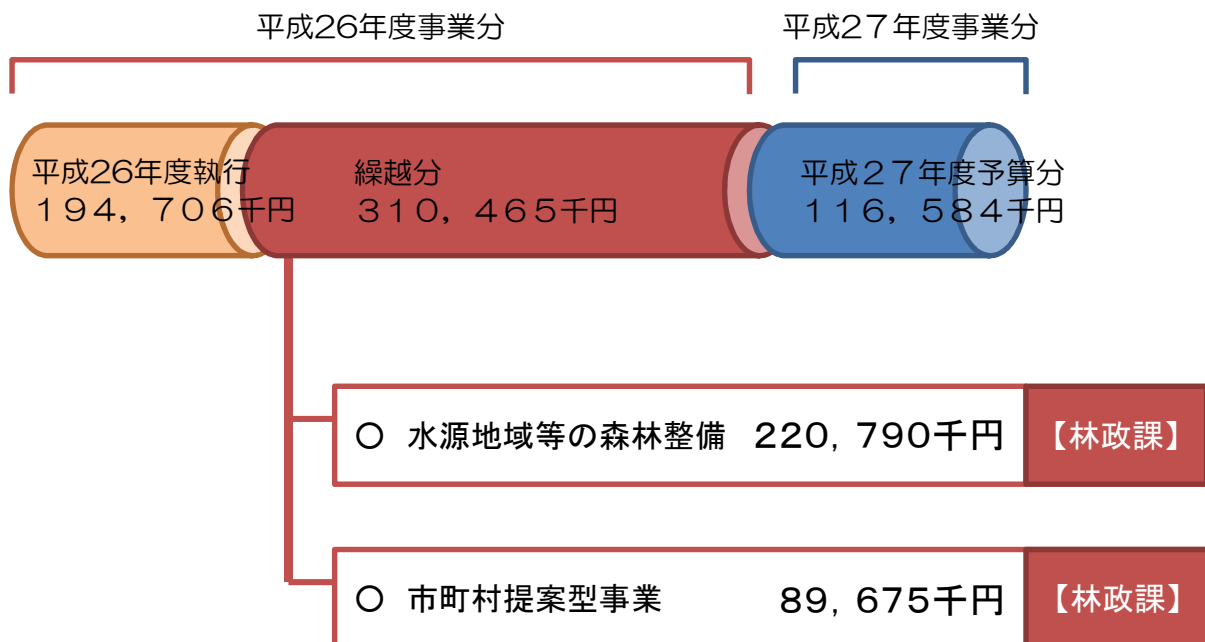 平成26年度事業分
平成２７年度事業分
平成26年度執行
１９４，７０６千円
繰越分
３１０，４６５千円
平成２７年度予算分
１１６，５８４千円
〇 水源地域等の森林整備 220,790千円 【林政課】
〇 市町村提案型事業 89,675千円 【林政課】